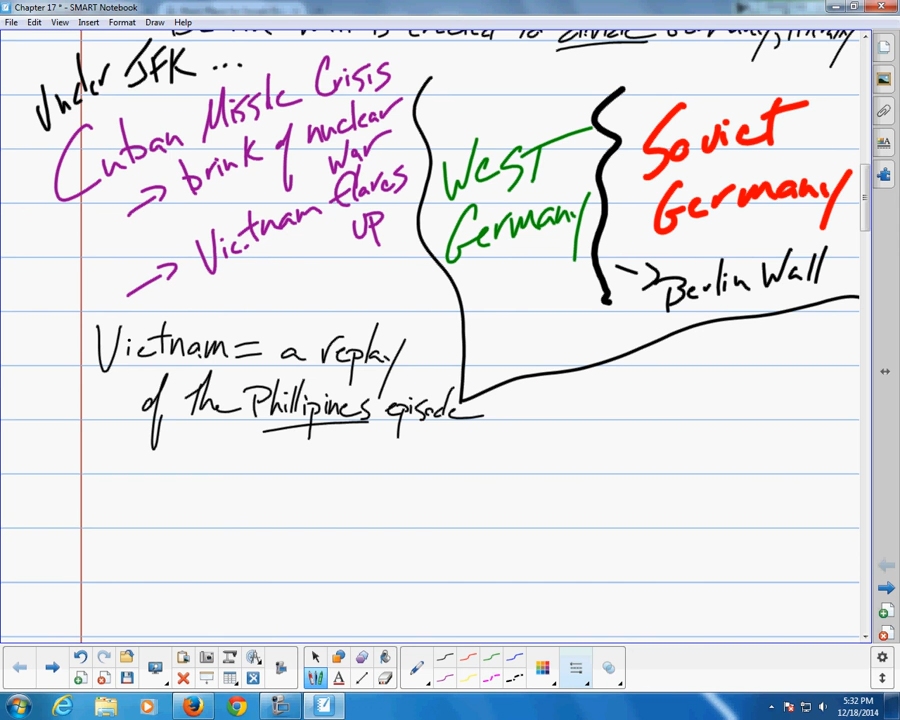 Chapter 17 * - SMART Notebook
File Edit View Insert Format Draw Help
Under JFK ...
Cuban Missle Crisis
brink of nuclear
war
Vietnam flares
up
West
Germany
Soviet
Germany
Berlin Wall
Vietnam = a replay
of the Phillipines episode
5:32 PM
12/18/2014